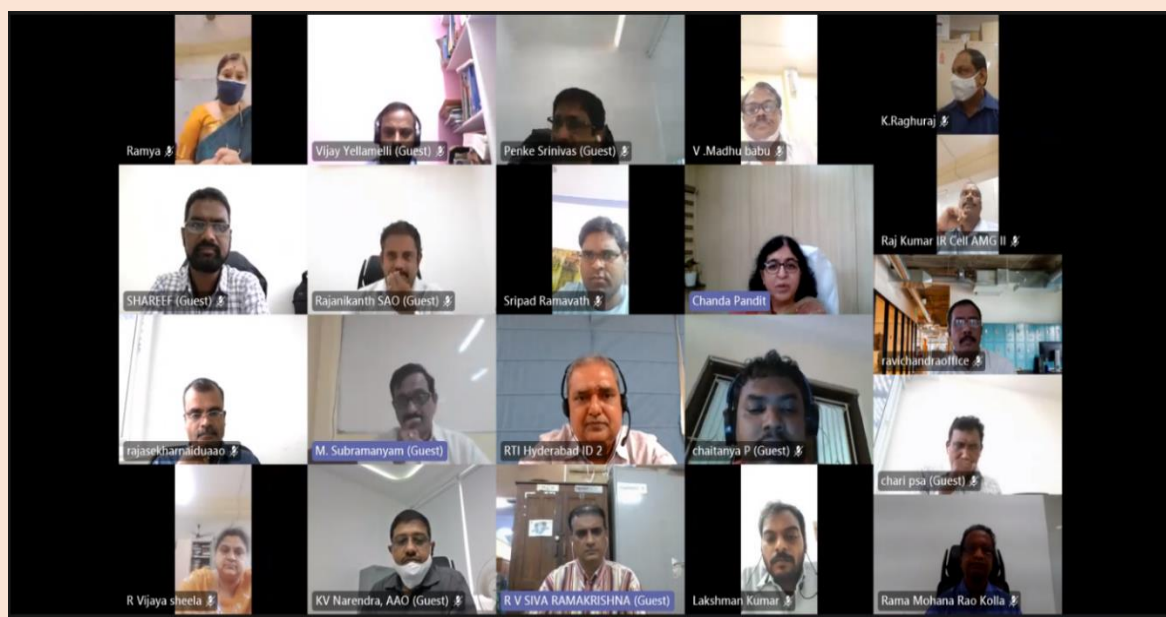 Ramya
Vijay Yellamelli (Guest)
Penke Srinivas (Guest)
V .Madhu babu
K.Raghuraj
Raj Kumar IR Cell AMG II
SHAREEF (Guest)
Rajanikanth SAO (Guest)
Sripad Ramavath
Chanda Pandit
ravichandraoffice
rajasekharnaiduaao
M. Subramanyam (Guest)
RTI Hyderabad ID 2
chaitanya P (Guest)
chari psa (Guest)
R Vijaya sheela
KV Narendra, AAO (Guest)
R V SIVA RAMAKRISHNA (Guest)
Lakshman Kumar
Rama Mohana Rao Kolla